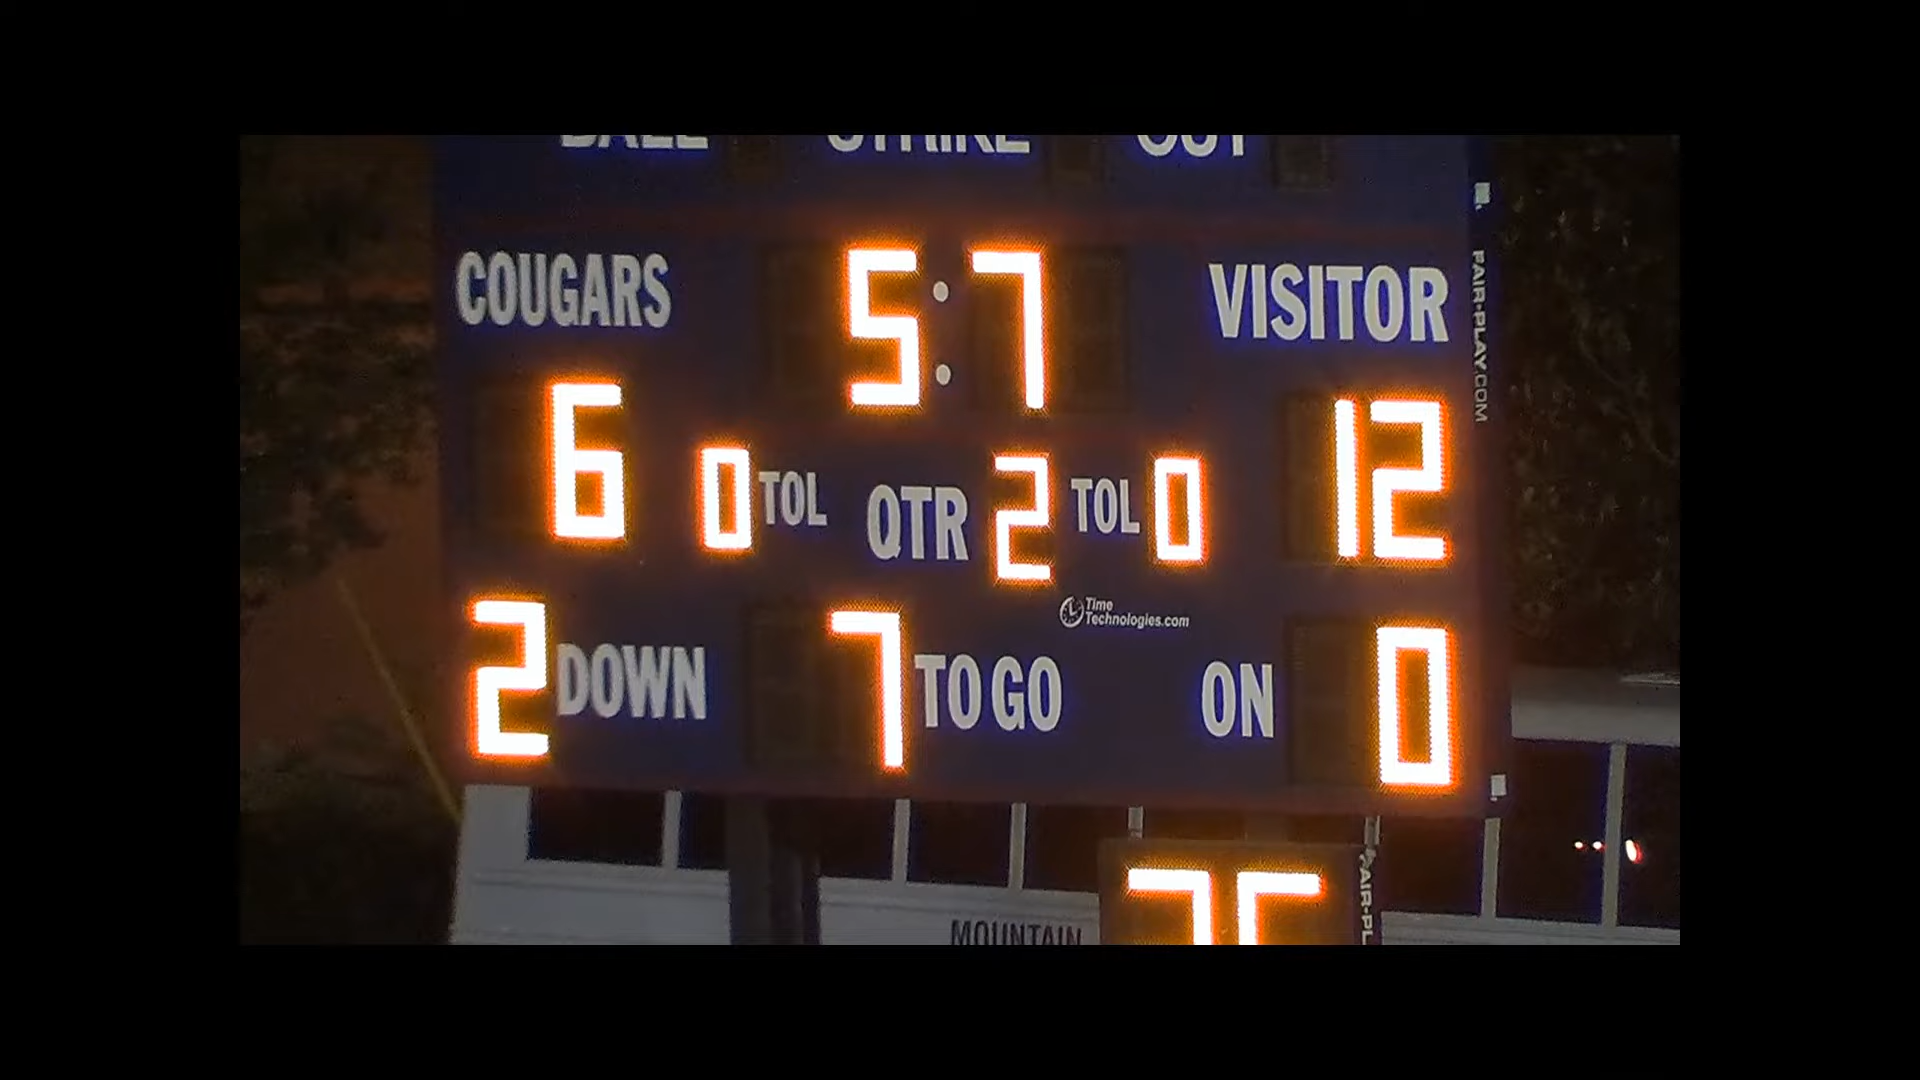 BALL STRIKE OUT
COUGARS 5:7 VISITOR
6 0 TOL QTR 2 TOL 0 12
Time
Technologies.com
2 DOWN 7 TO GO ON 0
FAIR-PLAY.COM
MOUNTAIN
FAIR-PL